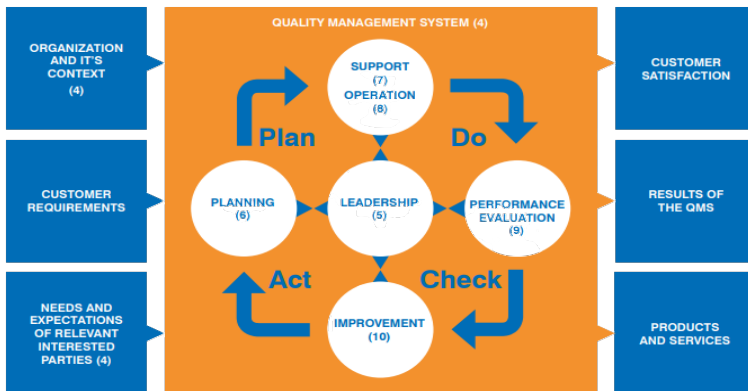 QUALITY MANAGEMENT SYSTEM (4)
ORGANIZATION
AND IT'S
CONTEXT
(4)
CUSTOMER
REQUIREMENTS
NEEDS AND
EXPECTATIONS
OF RELEVANT
INTERESTED
PARTIES (4)
SUPPORT
(7)
OPERATION
(8)
Plan
Do
PLANNING
(6)
LEADERSHIP
(5)
PERFORMANCE
EVALUATION
(9)
Act
Check
IMPROVEMENT
(10)
CUSTOMER
SATISFACTION
RESULTS OF
THE QMS
PRODUCTS
AND SERVICES